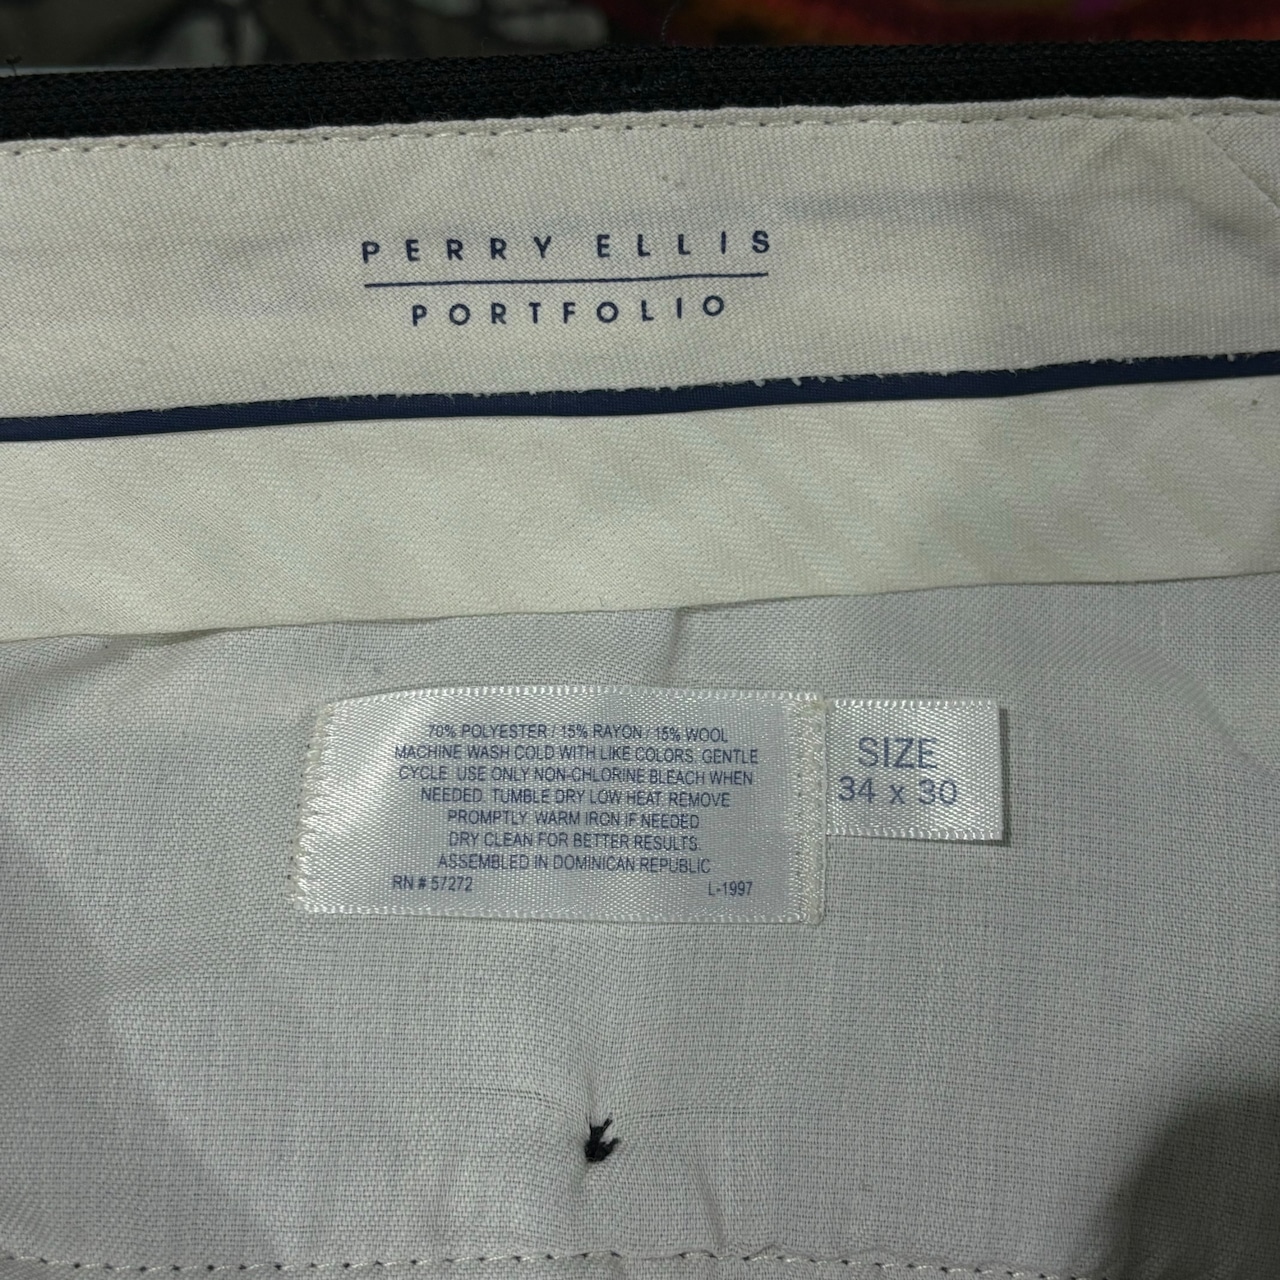 PERRY ELLIS
PORTFOLIO
70% POLYESTER / 15% RAYON / 15% WOOL
MACHINE WASH COLD WITH LIKE COLORS. GENTLE
CYCLE. USE ONLY NON-CHLORINE BLEACH WHEN
NEEDED. TUMBLE DRY LOW HEAT. REMOVE
PROMPTLY. WARM IRON IF NEEDED
DRY CLEAN FOR BETTER RESULTS.
ASSEMBLED IN DOMINICAN REPUBLIC
RN # 57272 L-1997
SIZE
34 x 30